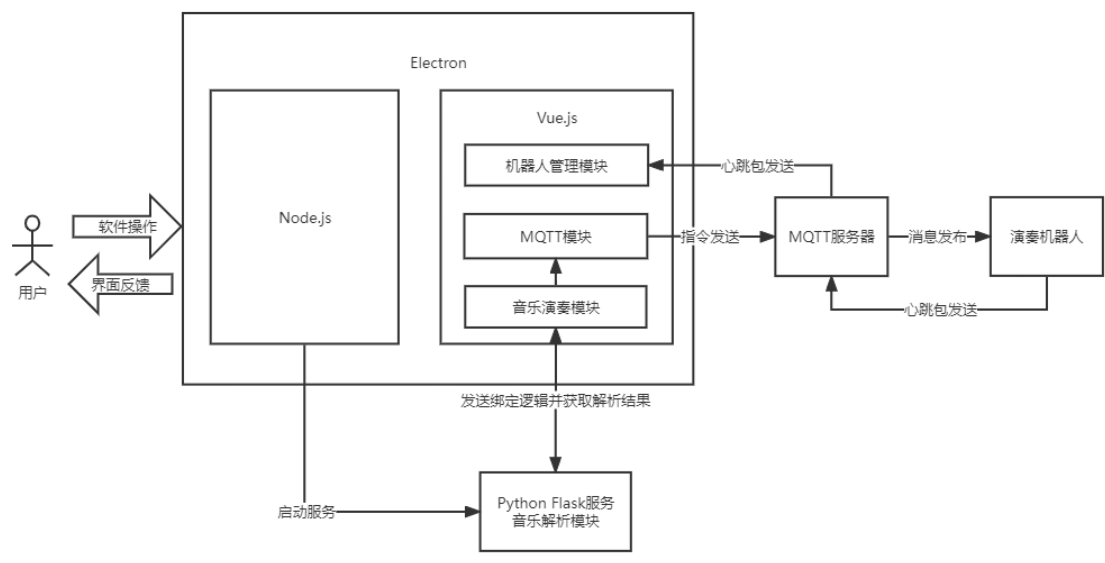 Electron
Vue.js
机器人管理模块
心跳包发送
Node.js
软件操作
MQTT模块
指令发送
MQTT服务器
消息发布
演奏机器人
界面反馈
用户
音乐演奏模块
心跳包发送
发送绑定逻辑并获取解析结果
启动服务
Python Flask服务
音乐解析模块